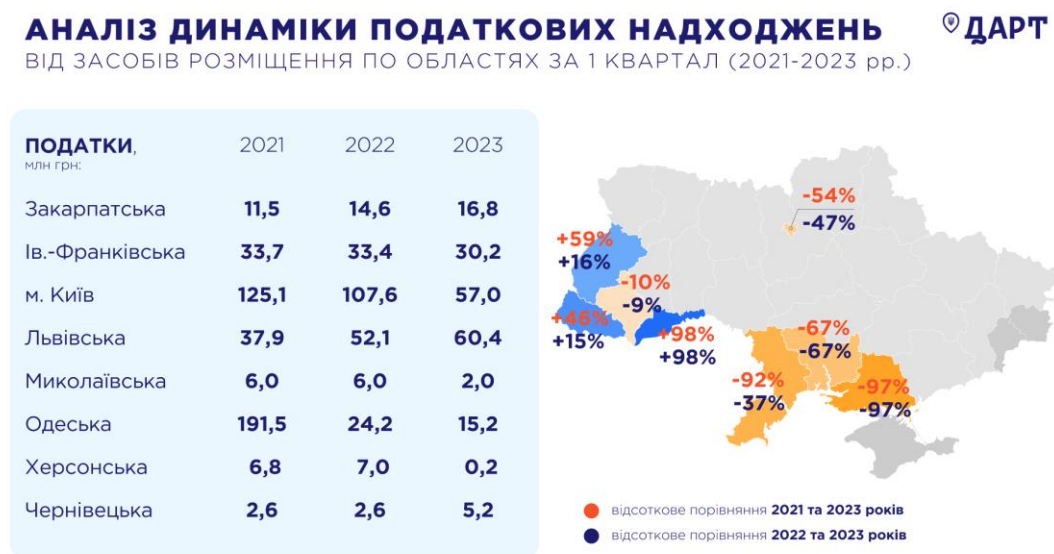 АНАЛІЗ ДИНАМІКИ ПОДАТКОВИХ НАДХОДЖЕНЬ
ДАРТ
ВІД ЗАСОБІВ РОЗМІЩЕННЯ ПО ОБЛАСТЯХ ЗА 1 КВАРТАЛ (2021-2023 рр.)
ПОДАТКИ, 2021 2022 2023
млн грн:
Закарпатська 11,5 14,6 16,8
Ів.-Франківська 33,7 33,4 30,2
м. Київ 125,1 107,6 57,0
Львівська 37,9 52,1 60,4
Миколаївська 6,0 6,0 2,0
Одеська 191,5 24,2 15,2
Херсонська 6,8 7,0 0,2
Чернівецька 2,6 2,6 5,2
-54%
-47%
+59%
+16%
-10%
-9%
+46%
+15%
+98%
+98%
-67%
-67%
-92%
-37%
-97%
-97%
відсоткове порівняння 2021 та 2023 років
відсоткове порівняння 2022 та 2023 років